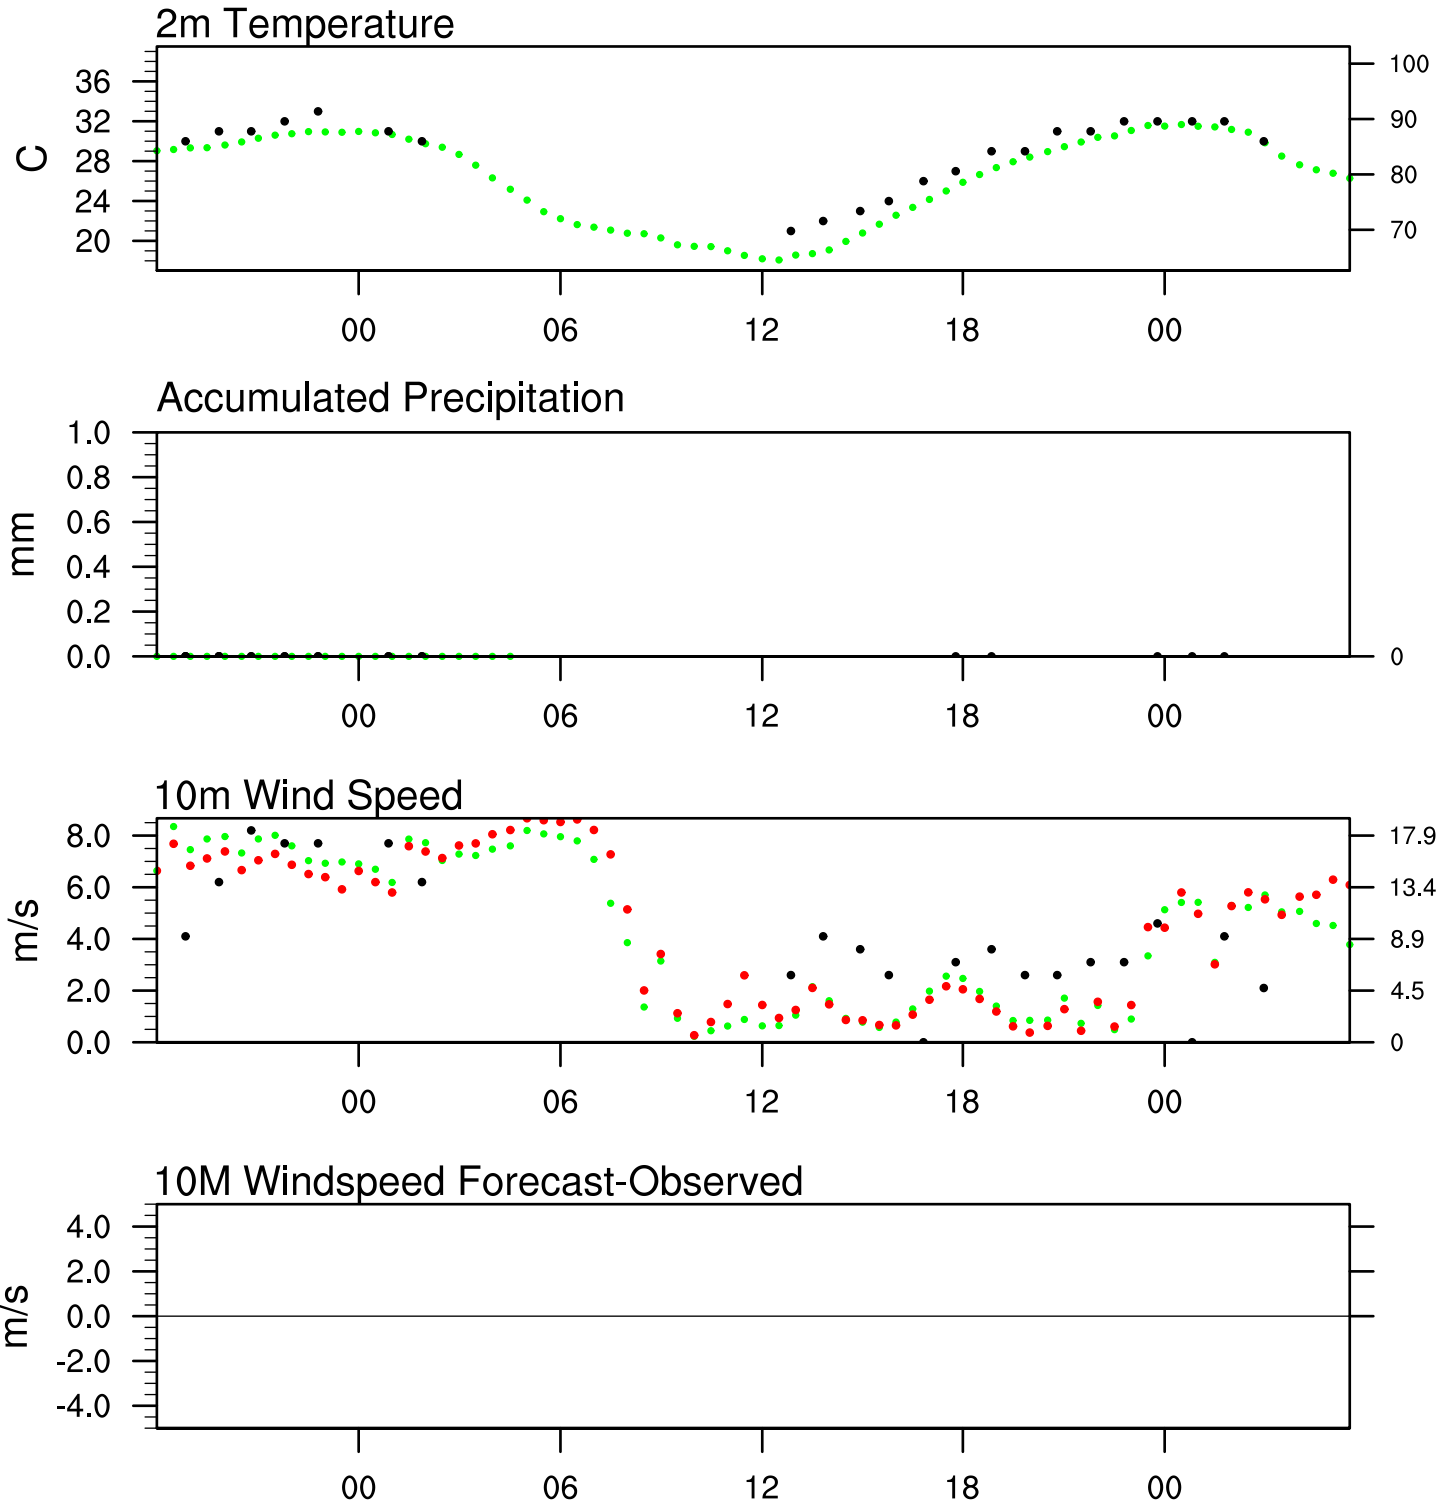 2m Temperature
36
32
28
24
20
C
100
90
80
70
00 06 12 18 00
Accumulated Precipitation
1.0
0.8
0.6
0.4
0.2
0.0
mm
0
00 06 12 18 00
10m Wind Speed
8.0
6.0
4.0
2.0
0.0
m/s
17.9
13.4
8.9
4.5
0
00 06 12 18 00
10M Windspeed Forecast-Observed
4.0
2.0
0.0
-2.0
-4.0
m/s
00 06 12 18 00